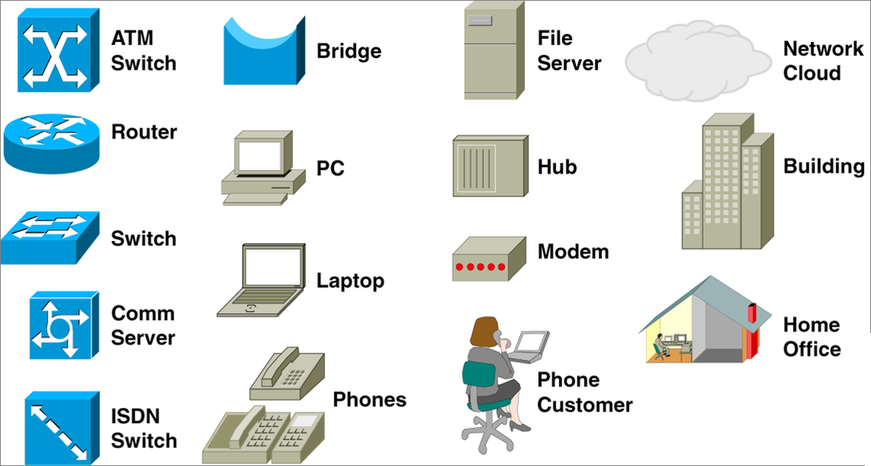 ATM
Switch
Router
Switch
Comm
Server
ISDN
Switch
Bridge
PC
Laptop
Phones
File
Server
Hub
Modem
Phone
Customer
Network
Cloud
Building
Home
Office